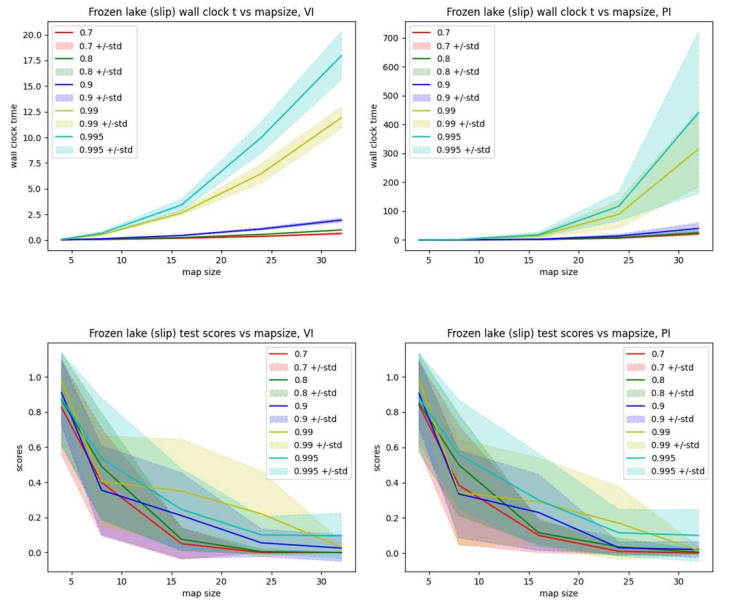 Frozen lake (slip) wall clock t vs mapsize, VI
20.0
17.5
15.0
12.5
10.0
7.5
5.0
2.5
0.0
wall clock time
0.7
0.7 +/-std
0.8
0.8 +/-std
0.9
0.9 +/-std
0.99
0.99 +/-std
0.995
0.995 +/-std
5 10 15 20 25 30
map size
Frozen lake (slip) wall clock t vs mapsize, PI
700
600
500
400
300
200
100
0
wall clock time
0.7
0.7 +/-std
0.8
0.8 +/-std
0.9
0.9 +/-std
0.99
0.99 +/-std
0.995
0.995 +/-std
5 10 15 20 25 30
map size
Frozen lake (slip) test scores vs mapsize, VI
1.0
0.8
0.6
0.4
0.2
0.0
scores
0.7
0.7 +/-std
0.8
0.8 +/-std
0.9
0.9 +/-std
0.99
0.99 +/-std
0.995
0.995 +/-std
5 10 15 20 25 30
map size
Frozen lake (slip) test scores vs mapsize, PI
1.0
0.8
0.6
0.4
0.2
0.0
scores
0.7
0.7 +/-std
0.8
0.8 +/-std
0.9
0.9 +/-std
0.99
0.99 +/-std
0.995
0.995 +/-std
5 10 15 20 25 30
map size